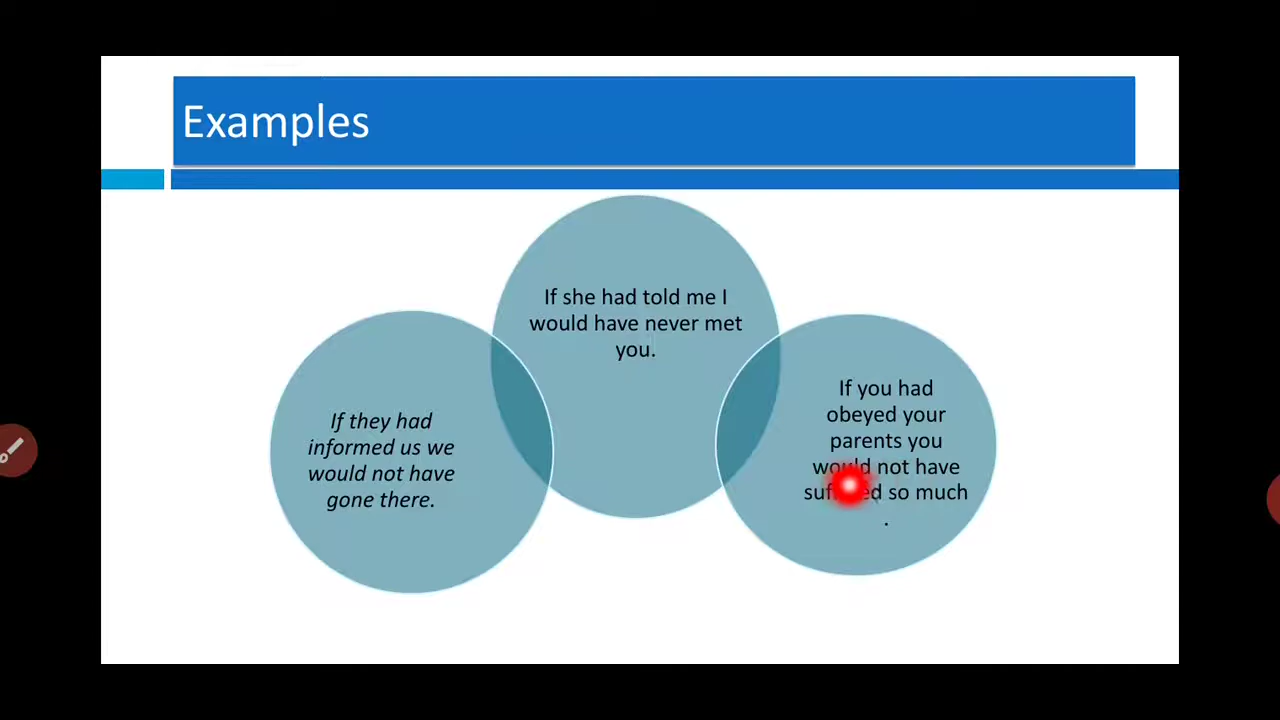 Examples
If she had told me I
would have never met
you.
If they had
informed us we
would not have
gone there.
If you had
obeyed your
parents you
would not have
so much
.